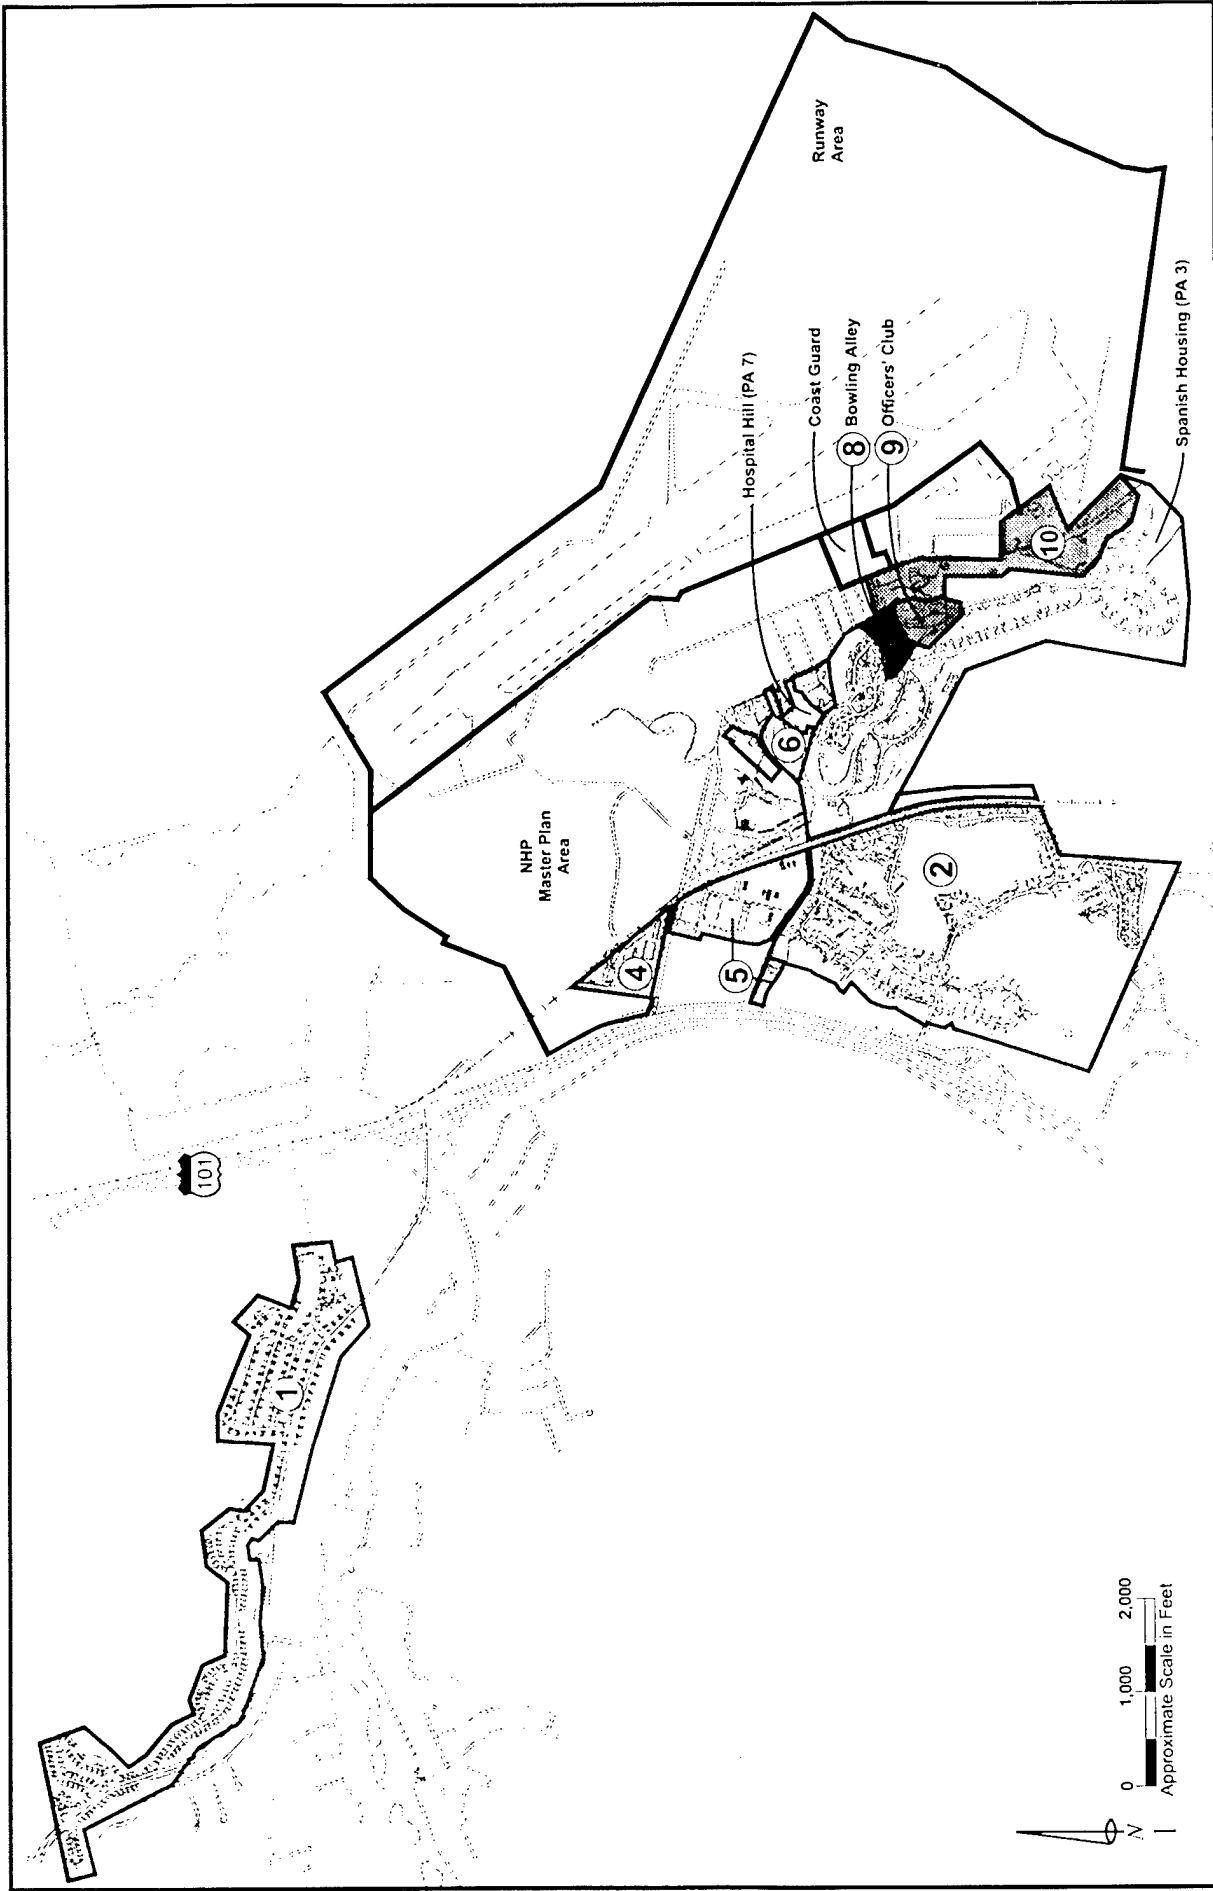 Runway
Area
NHP
Master Plan
Area
Hospital Hill (PA 7)
Coast Guard
8 Bowling Alley
9 Officers' Club
Spanish Housing (PA 3)
10
6
5
4
2
1
101
0 1,000 2,000
Approximate Scale in Feet
N